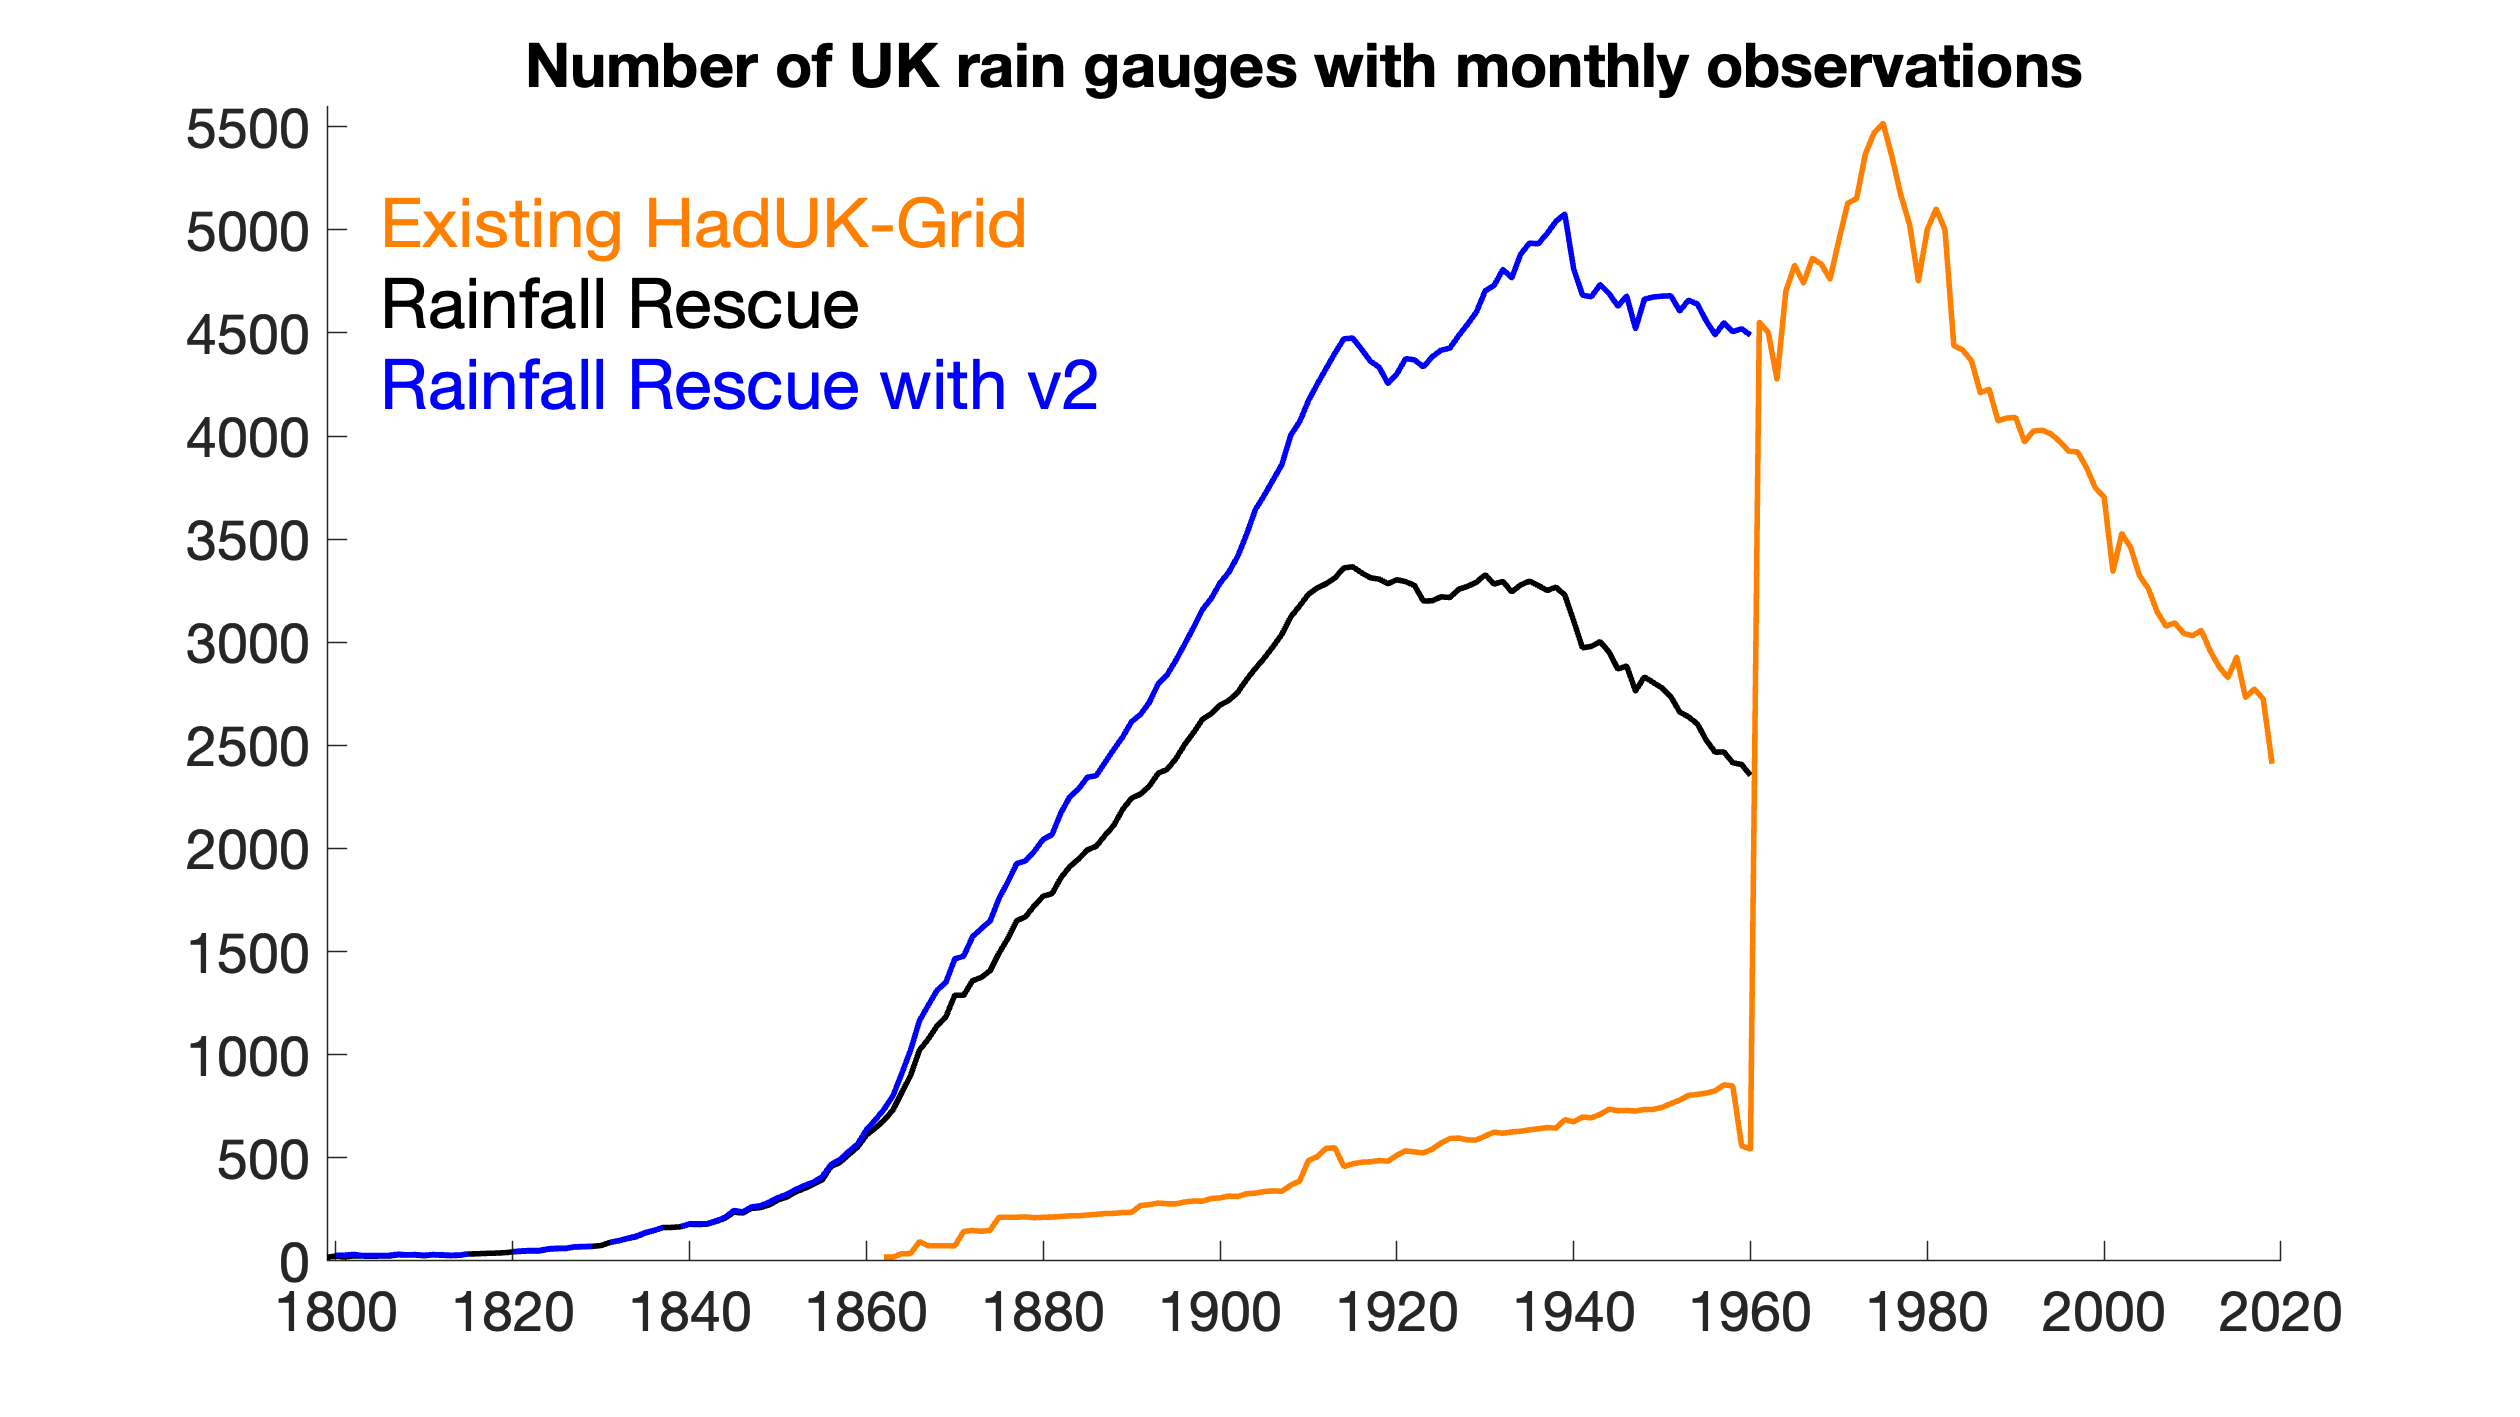 Number of UK rain gauges with monthly observations
5500
5000
4500
4000
3500
3000
2500
2000
1500
1000
500
0
Existing HadUK-Grid
Rainfall Rescue
Rainfall Rescue with v2
1800 1820 1840 1860 1880 1900 1920 1940 1960 1980 2000 2020